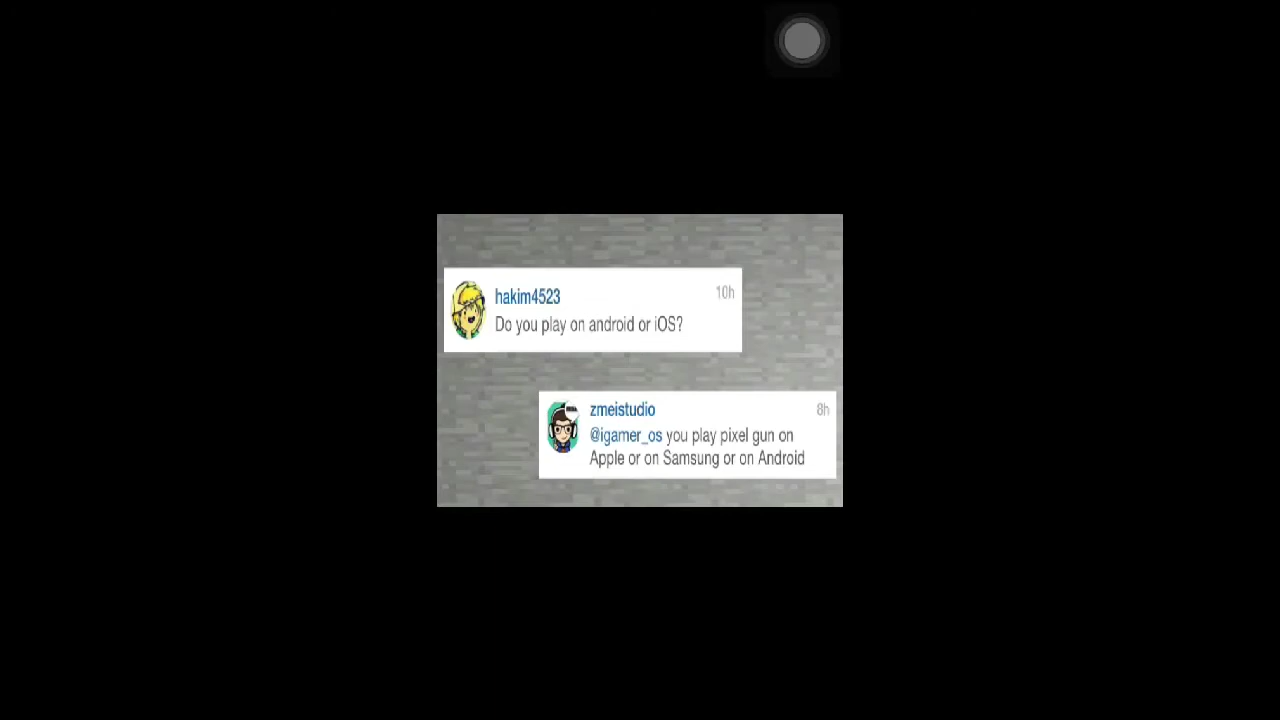 hakim4523 10h
Do you play on android or iOS?
zmeistudio 8h
@igamer_os you play pixel gun on
Apple or on Samsung or on Android